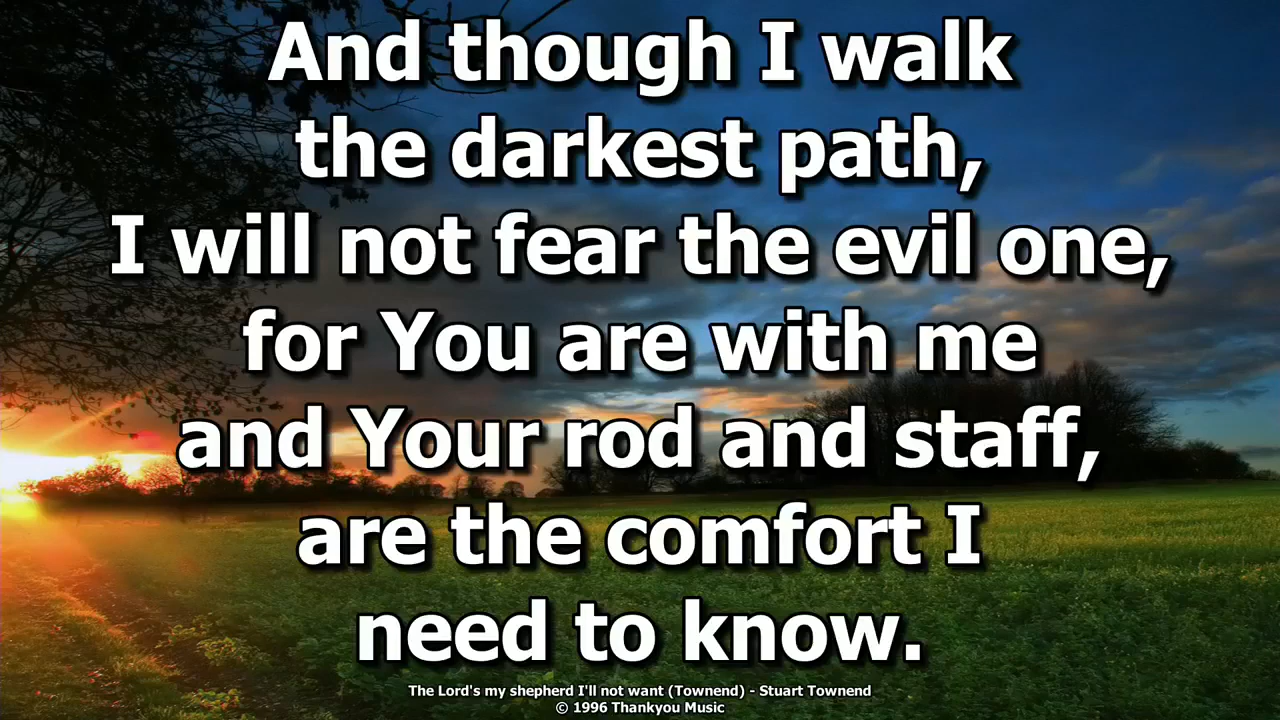 And though I walk
the darkest path,
I will not fear the evil one,
for You are with me
and Your rod and staff,
are the comfort I
need to know.
The Lord's my shepherd I'll not want (Townend) - Stuart Townend
© 1996 Thankyou Music